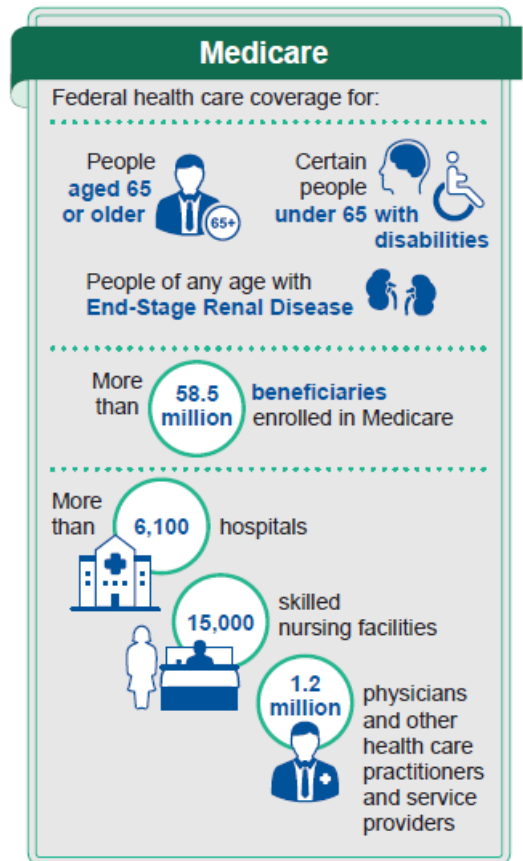 Medicare
Federal health care coverage for:
People
aged 65
or older
65+
Certain
people
under 65 with
disabilities
People of any age with
End-Stage Renal Disease
More
than
58.5
million
beneficiaries
enrolled in Medicare
More
than
6,100
hospitals
15,000
skilled
nursing facilities
1.2
million
physicians
and other
health care
practitioners
and service
providers